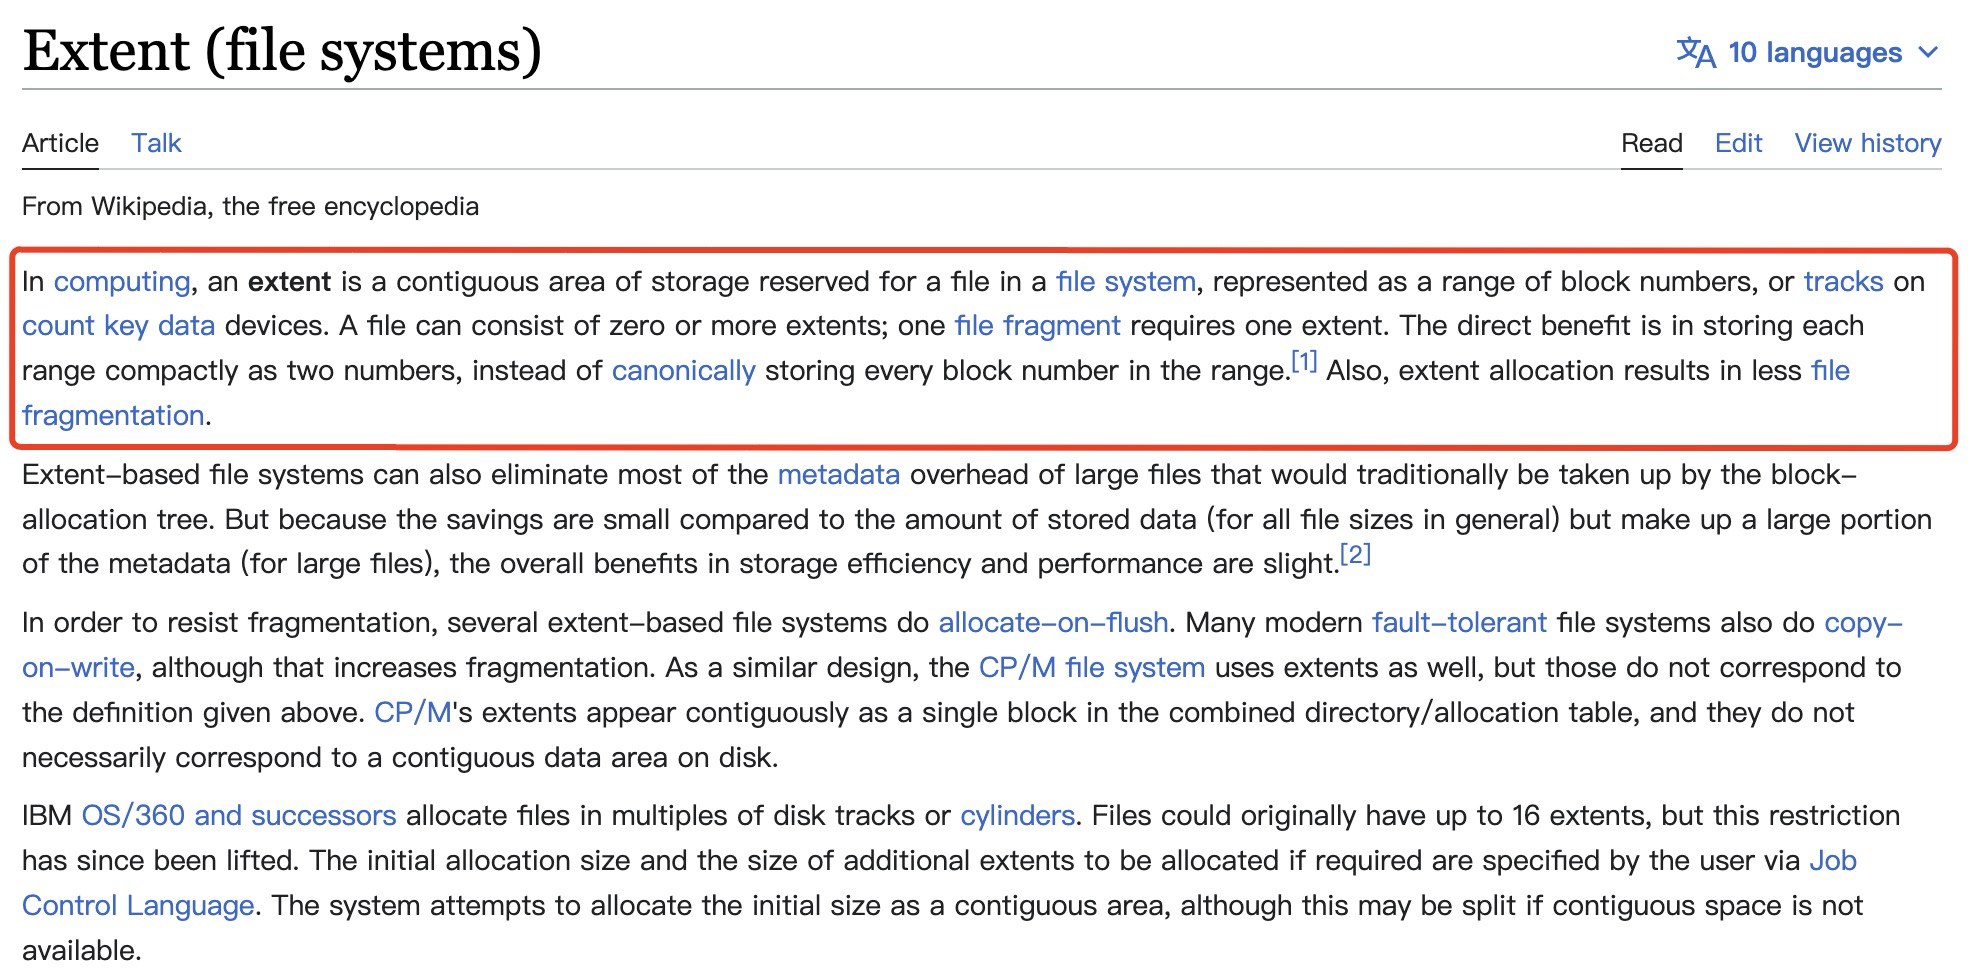 Extent (file systems)
10 languages
Article Talk
Read Edit View history
From Wikipedia, the free encyclopedia
In computing, an extent is a contiguous area of storage reserved for a file in a file system, represented as a range of block numbers, or tracks on
count key data devices. A file can consist of zero or more extents; one file fragment requires one extent. The direct benefit is in storing each
range compactly as two numbers, instead of canonically storing every block number in the range.[1] Also, extent allocation results in less file
fragmentation.
Extent-based file systems can also eliminate most of the metadata overhead of large files that would traditionally be taken up by the block-
allocation tree. But because the savings are small compared to the amount of stored data (for all file sizes in general) but make up a large portion
of the metadata (for large files), the overall benefits in storage efficiency and performance are slight.[2]
In order to resist fragmentation, several extent-based file systems do allocate-on-flush. Many modern fault-tolerant file systems also do copy-
on-write, although that increases fragmentation. As a similar design, the CP/M file system uses extents as well, but those do not correspond to
the definition given above. CP/M's extents appear contiguously as a single block in the combined directory/allocation table, and they do not
necessarily correspond to a contiguous data area on disk.
IBM OS/360 and successors allocate files in multiples of disk tracks or cylinders. Files could originally have up to 16 extents, but this restriction
has since been lifted. The initial allocation size and the size of additional extents to be allocated if required are specified by the user via Job
Control Language. The system attempts to allocate the initial size as a contiguous area, although this may be split if contiguous space is not
available.